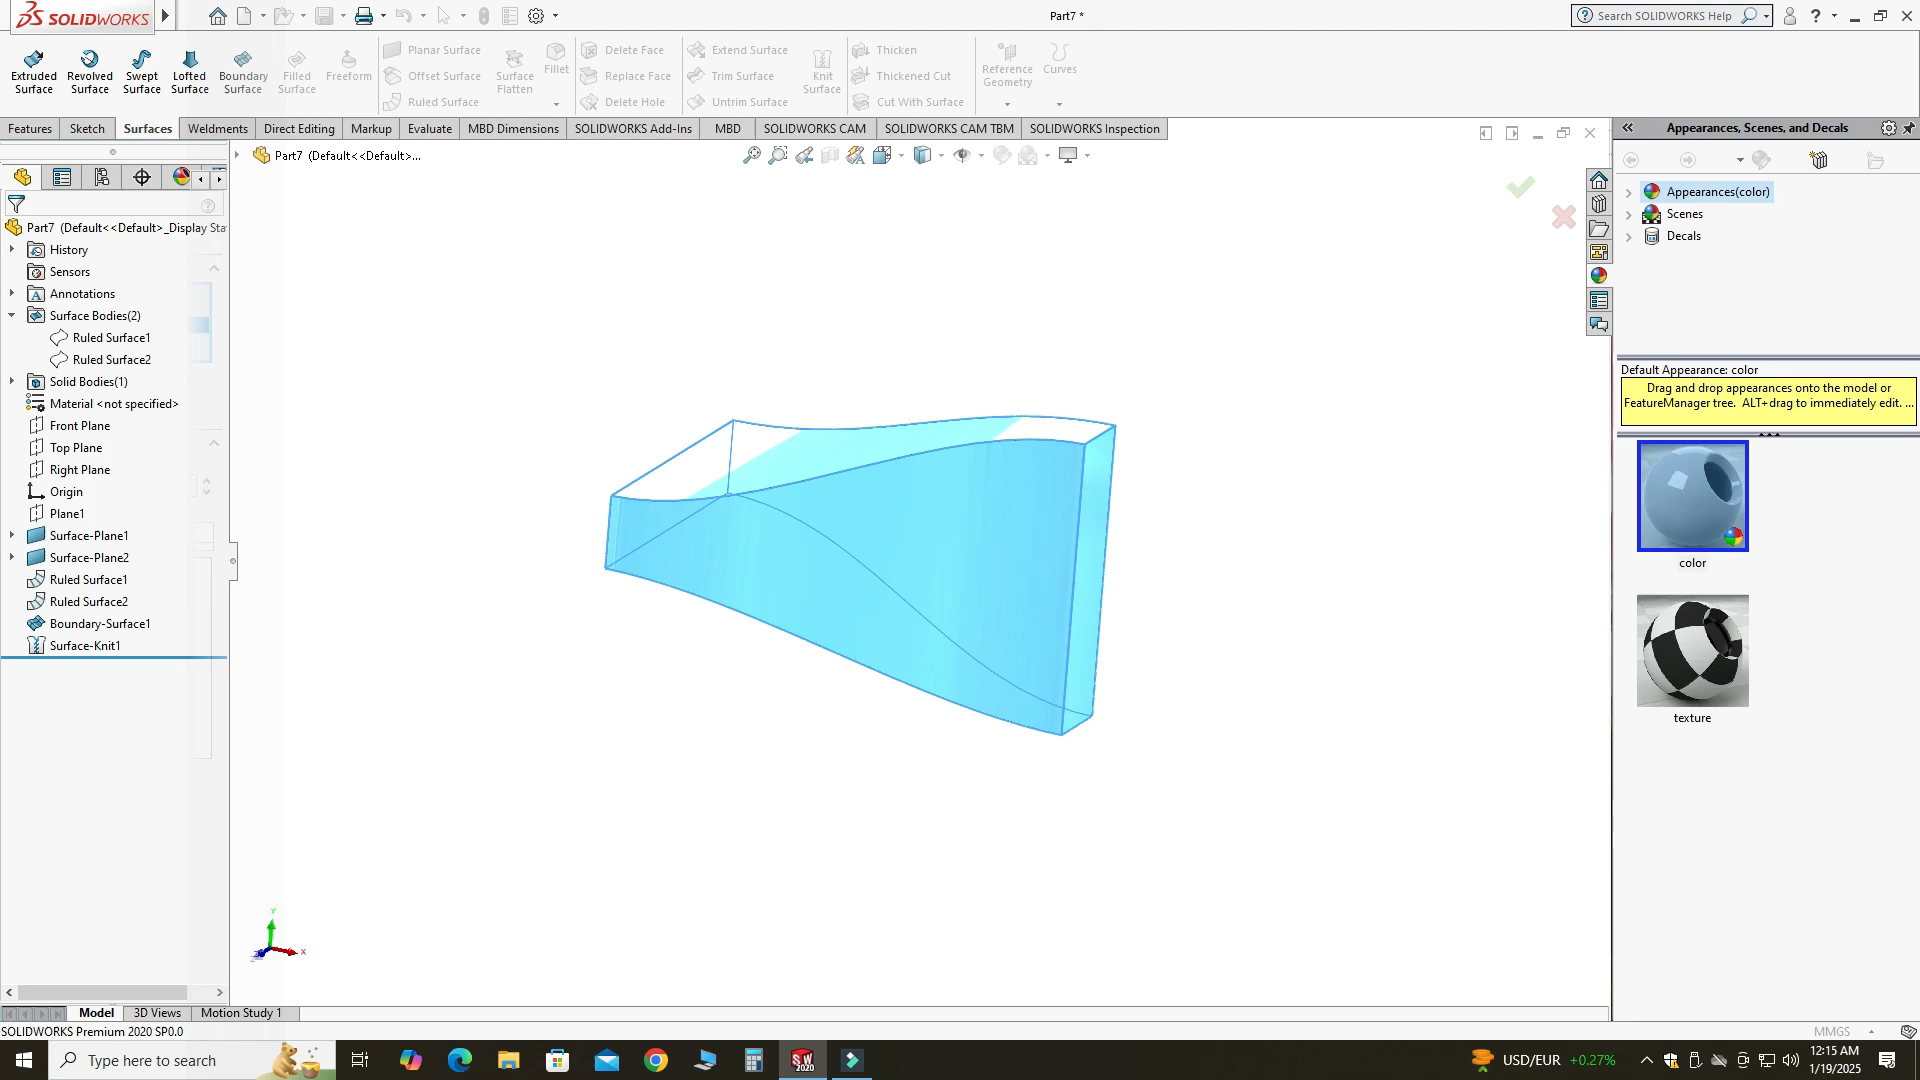 SOLIDWORKS
Part7 *
Search SOLIDWORKS Help
Extruded Surface
Revolved Surface
Swept Surface
Lofted Surface
Boundary Surface
Filled Surface
Freeform
Planar Surface
Offset Surface
Ruled Surface
Surface Flatten
Fillet
Delete Face
Replace Face
Delete Hole
Extend Surface
Trim Surface
Untrim Surface
Knit Surface
Thicken
Thickened Cut
Cut With Surface
Reference Geometry
Curves
Features
Sketch
Surfaces
Weldments
Direct Editing
Markup
Evaluate
MBD Dimensions
SOLIDWORKS Add-Ins
MBD
SOLIDWORKS CAM
SOLIDWORKS CAM TBM
SOLIDWORKS Inspection
Part7 (Default<<Default>...
Part7 (Default<<Default>_Display Sta
History
Sensors
Annotations
Surface Bodies(2)
Ruled Surface1
Ruled Surface2
Solid Bodies(1)
Material <not specified>
Front Plane
Top Plane
Right Plane
Origin
Plane1
Surface-Plane1
Surface-Plane2
Ruled Surface1
Ruled Surface2
Boundary-Surface1
Surface-Knit1
Y
X
Z
Appearances, Scenes, and Decals
Appearances(color)
Scenes
Decals
Default Appearance: color
Drag and drop appearances onto the model or
FeatureManager tree. ALT+drag to immediately edit. ...
color
texture
Model
3D Views
Motion Study 1
SOLIDWORKS Premium 2020 SP0.0
MMGS
Type here to search
SW
2020
USD/EUR +0.27%
12:15 AM
1/19/2025